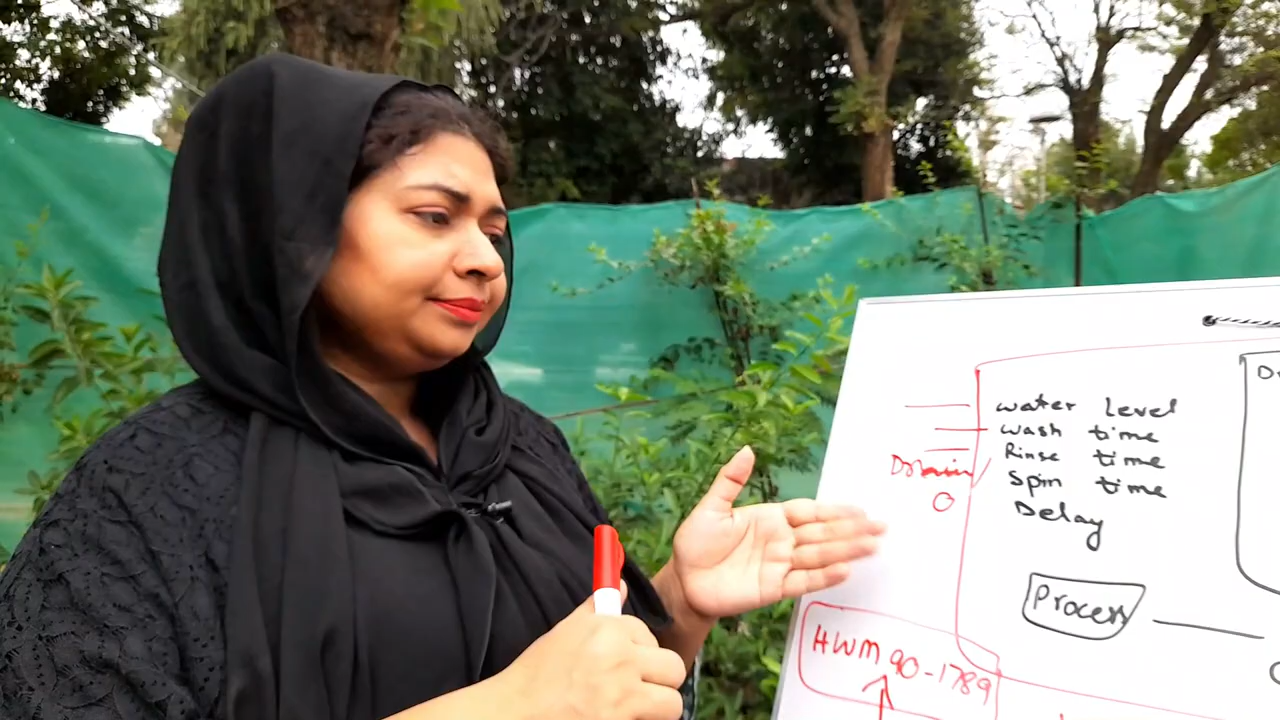 water Level
wash time
Rinse time
Drain
Spin time
O
Delay
Process
HWM 90-1789